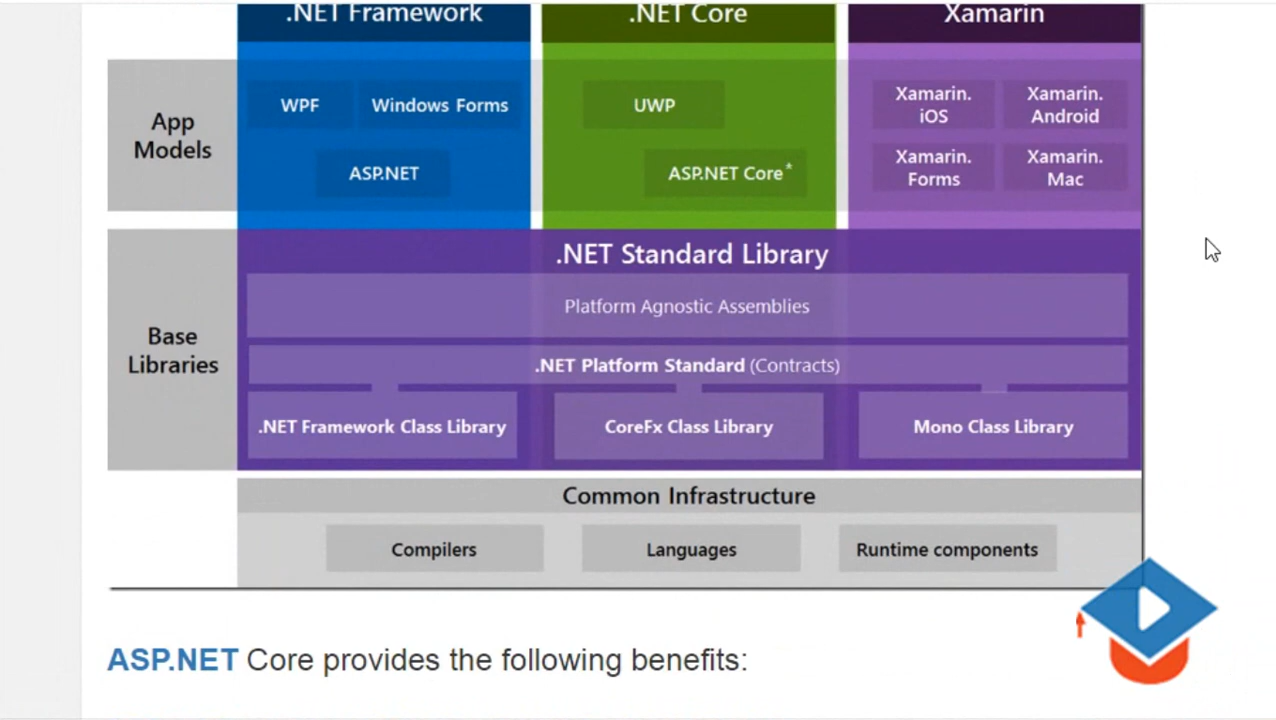 .NET Framework
.NET Core
Xamarin
App
Models
WPF
Windows Forms
ASP.NET
UWP
ASP.NET Core*
Xamarin.
iOS
Xamarin.
Android
Xamarin.
Forms
Xamarin.
Mac
Base
Libraries
.NET Standard Library
Platform Agnostic Assemblies
.NET Platform Standard (Contracts)
.NET Framework Class Library
CoreFx Class Library
Mono Class Library
Common Infrastructure
Compilers
Languages
Runtime components
ASP.NET Core provides the following benefits: